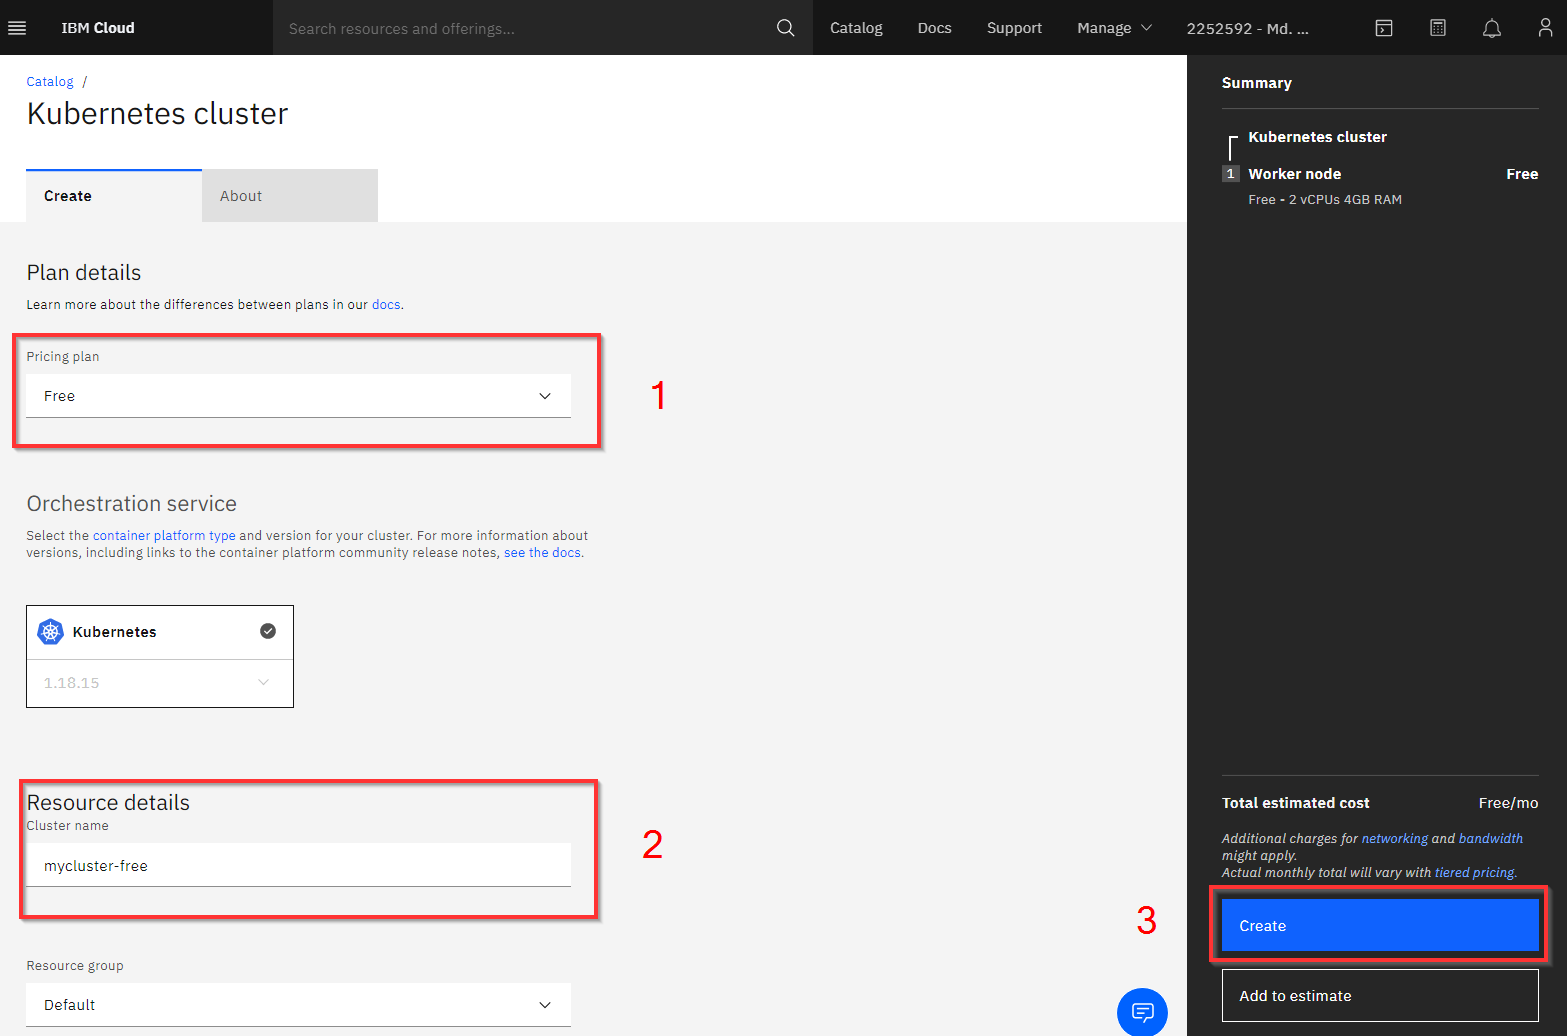 IBM Cloud
Search resources and offerings...
Catalog
Docs
Support
Manage
2252592 - Md. ...
Catalog /
Kubernetes cluster
Create
About
Plan details
Learn more about the differences between plans in our docs.
Pricing plan
Free
1
Orchestration service
Select the container platform type and version for your cluster. For more information about
versions, including links to the container platform community release notes, see the docs.
Kubernetes
1.18.15
Resource details
Cluster name
mycluster-free
2
Resource group
Default
Summary
Kubernetes cluster
1 Worker node Free
Free - 2 vCPUs 4GB RAM
Total estimated cost Free/mo
Additional charges for networking and bandwidth
might apply.
Actual monthly total will vary with tiered pricing.
3
Create
Add to estimate